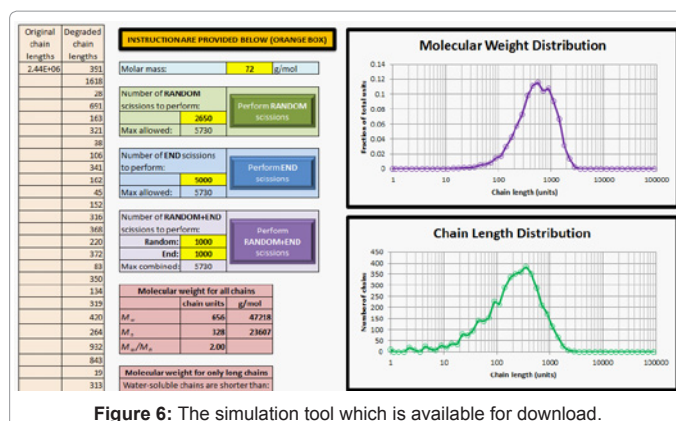 Original Degraded
chain chain
lengths lengths
2.44E+06 391
1618
28
691
163
321
38
106
341
162
45
152
316
368
220
372
83
350
134
319
420
264
932
843
19
313
INSTRUCTION ARE PROVIDED BELOW (ORANGE BOX)
Molar mass: 72 g/mol
Number of RANDOM
scissions to perform:
2650
Max allowed: 5730
Perform RANDOM
scissions
Number of END scissions
to perform:
5000
Max allowed: 5730
Perform END
scissions
Number of RANDOM+END
scissions to perform:
Random: 1000
End: 1000
Max combined: 5730
Perform
RANDOM+END
scissions
Molecular weight for all chains
chain units g/mol
Mw 656 47218
Mn 328 23607
Mw/Mn 2.00
Molecular weight for only long chains
Water-soluble chains are shorter than:
Molecular Weight Distribution
Fraction of total units
0.14
0.12
0.1
0.08
0.06
0.04
0.02
0
1 10 100 1000 10000 100000
Chain length (units)
Chain Length Distribution
Number of chains
450
400
350
300
250
200
150
100
50
0
1 10 100 1000 10000 100000
Chain length (units)
Figure 6: The simulation tool which is available for download.